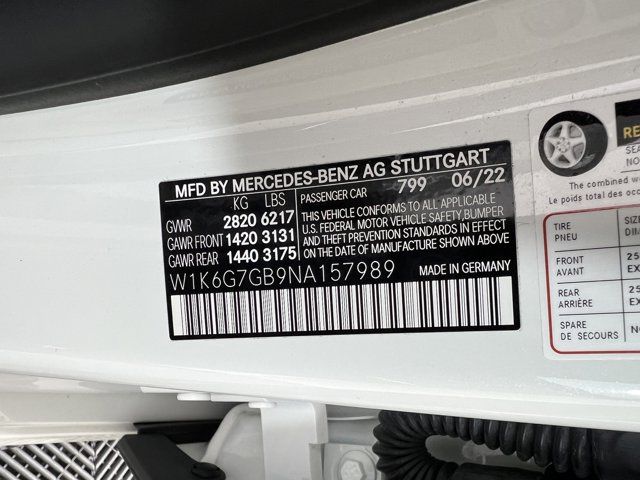 MFD BY MERCEDES-BENZ AG STUTTGART
KG LBS
GVWR 2820 6217
GAWR FRONT 1420 3131
GAWR REAR 1440 3175
PASSENGER CAR 799 06/22
THIS VEHICLE CONFORMS TO ALL APPLICABLE
U.S. FEDERAL MOTOR VEHICLE SAFETY,BUMPER
AND THEFT PREVENTION STANDARDS IN EFFECT
ON THE DATE OF MANUFACTURE SHOWN ABOVE
W1K6G7GB9NA157989 MADE IN GERMANY
The combined
Le poids total des
TIRE
PNEU
FRONT
AVANT
REAR
ARRIÈRE
SPARE
DE SECOURS